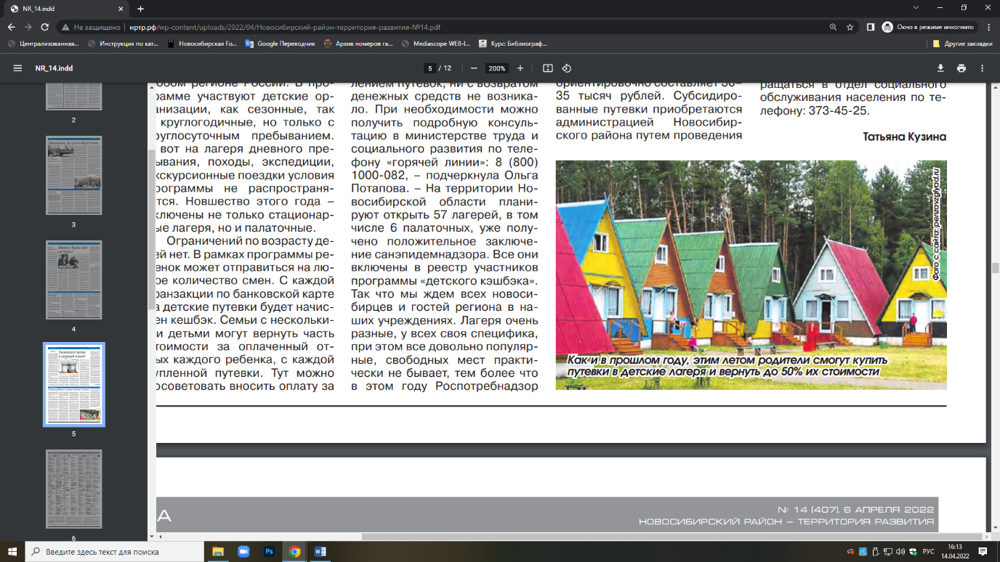 NR_14.indd
Не защищено
нртр.рф/wp-content/uploads/2022/04/Новосибирский-район-территория-развития-№14.pdf
Окно в режиме инкогнито
Централизованная...
Инструкция по кат...
Новосибирская Го...
Google Переводчик
Архив номеров га...
Mediascope WEB-I...
Курс: Библиограф...
Другие закладки
NR_14.indd
5 / 12
200%
2
3
4
5
6
регионе России. В про-
рамме участвуют детские ор-
анизации, как сезонные, так
круглогодичные, но только с
руглосуточным пребыванием.
вот на лагеря дневного пре-
ывания, походы, экспедиции,
кскурсионные поездки условия
рограммы не распространя-
тся. Новшество этого года –
ключены не только стационар-
ые лагеря, но и палаточные.
Ограничений по возрасту де-
ей нет. В рамках программы ре-
енок может отправиться на лю-
ое количество смен. С каждой
ранзакции по банковской карте
а детские путевки будет начис-
ен кешбэк. Семьи с нескольки-
и детьми могут вернуть часть
тоимости за оплаченный от-
ых каждого ребенка, с каждой
упленной путевки. Тут можно
осоветовать вносить оплату за
лением путевок, ни с возвратом
денежных средств не возника-
ло. При необходимости можно
получить подробную консуль-
тацию в министерстве труда и
социального развития по теле-
фону «горячей линии»: 8 (800)
1000-082, – подчеркнула Ольга
Потапова. – На территории Но-
восибирской области плани-
руют открыть 57 лагерей, в том
числе 6 палаточных, уже полу-
чено положительное заключе-
ние санэпидемнадзора. Все они
включены в реестр участников
программы «детского кэшбэка».
Так что мы ждем всех новоси-
бирцев и гостей региона в на-
ших учреждениях. Лагеря очень
разные, у всех своя специфика,
при этом все довольно популяр-
ные, свободных мест практи-
чески не бывает, тем более что
в этом году Роспотребнадзор
ориентировочно составляет 30–
35 тысяч рублей. Субсидиро-
ванные путевки приобретаются
администрацией Новосибир-
ского района путем проведения
ращаться в отдел социального
обслуживания населения по те-
лефону: 373-45-25.
Татьяна Кузина
Фото с сайта: penzavzglyad.ru
Как и в прошлом году, этим летом родители смогут купить
путевки в детские лагеря и вернуть до 50% их стоимости
А
№ 14 (407). 6 АПРЕЛЯ 2022
НОВОСИБИРСКИЙ РАЙОН – ТЕРРИТОРИЯ РАЗВИТИЯ
Введите здесь текст для поиска
РУС
16:13
14.04.2022